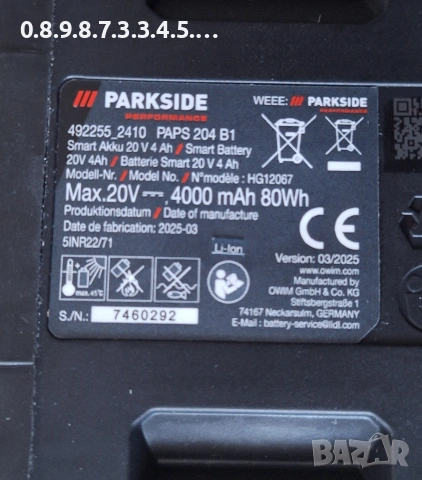 0.8.9.8.7.3.3.4.5....
PARKSIDE
PERFORMANCE
WEEE: PARKSIDE
PERFORMANCE
492255_2410 PAPS 204 B1
Smart Akku 20 V 4 Ah / Smart Battery
20V 4Ah / Batterie Smart 20 V 4 Ah
Modell-Nr. / Model No. / N°modèle : HG12067
Max.20V 4000 mAh 80Wh
Produktionsdatum / Date of manufacture
Date de fabrication: 2025-03
5INR22/71
Li-Ion
max. 45°C
S./N.: 7460292
CE
Version: 03/2025
www.owim.com
Manufactured by
OWIM GmbH & Co. KG
Stiftsbergstraße 1
74167 Neckarsulm,
GERMANY
E-Mail : battery-service@lidl.com
BAZAR